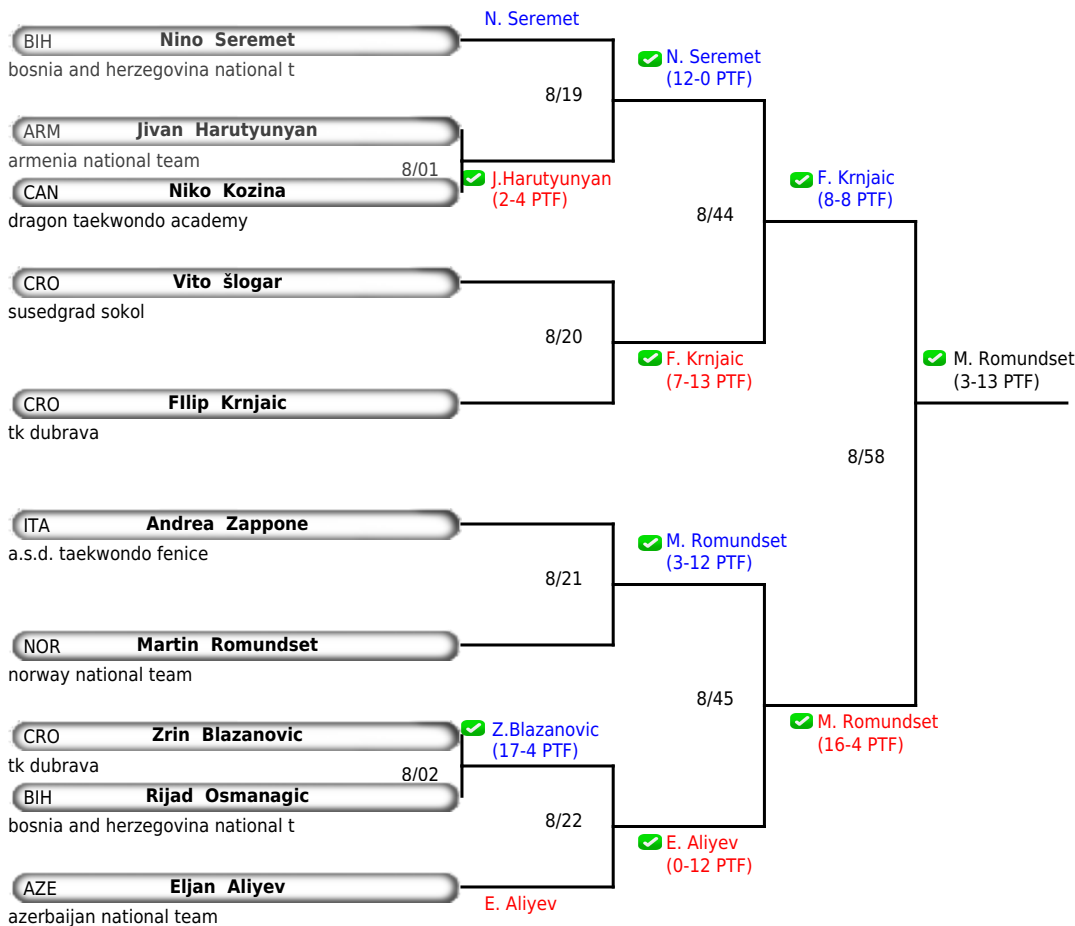 N. Seremet
BIH Nino Seremet
bosnia and herzegovina national t
N. Seremet
(12-0 PTF)
8/19
ARM Jivan Harutyunyan
armenia national team
8/01
J.Harutyunyan
(2-4 PTF)
CAN Niko Kozina
dragon taekwondo academy
F. Krnjaic
(8-8 PTF)
8/44
CRO Vito šlogar
susedgrad sokol
8/20
F. Krnjaic
(7-13 PTF)
M. Romundset
(3-13 PTF)
CRO FIlip Krnjaic
tk dubrava
8/58
ITA Andrea Zappone
a.s.d. taekwondo fenice
M. Romundset
(3-12 PTF)
8/21
NOR Martin Romundset
norway national team
8/45
M. Romundset
(16-4 PTF)
CRO Zrin Blazanovic
tk dubrava
Z.Blazanovic
(17-4 PTF)
8/02
BIH Rijad Osmanagic
bosnia and herzegovina national t
8/22
E. Aliyev
(0-12 PTF)
AZE Eljan Aliyev
azerbaijan national team
E. Aliyev